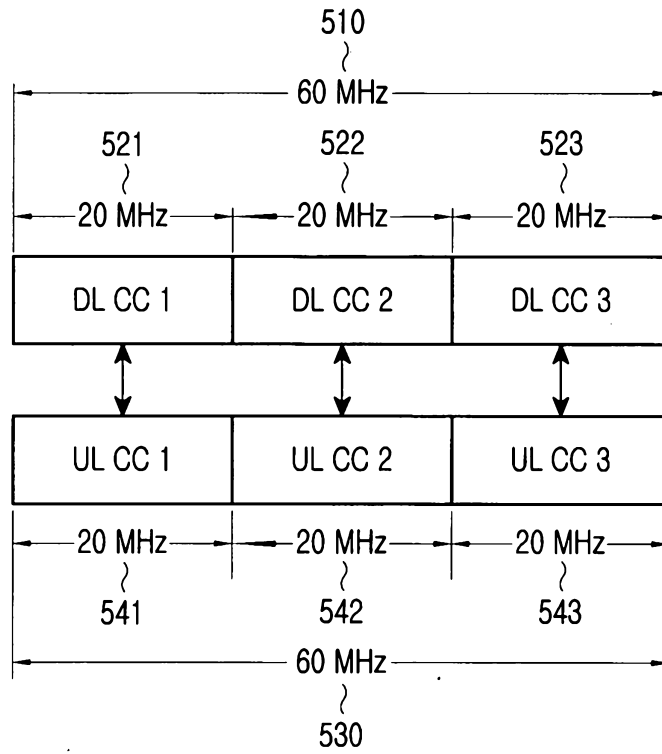 510
60 MHz
521 522 523
20 MHz 20 MHz 20 MHz
DL CC 1 DL CC 2 DL CC 3
UL CC 1 UL CC 2 UL CC 3
20 MHz 20 MHz 20 MHz
541 542 543
60 MHz
530